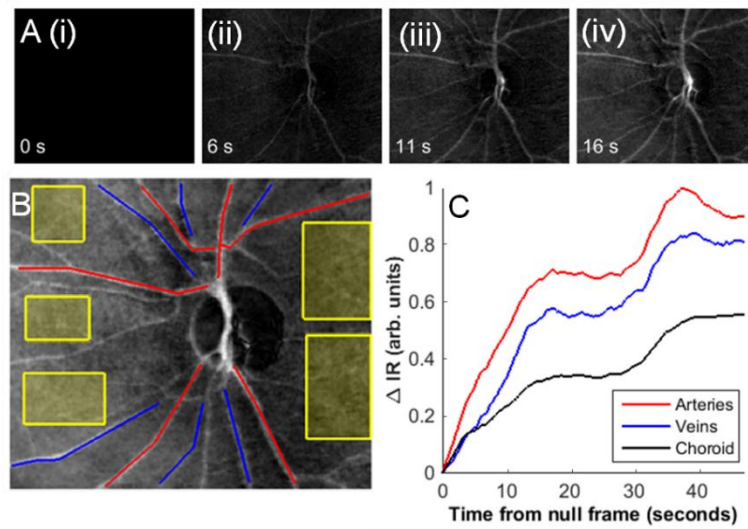 A (i)
(ii)
(iii)
(iv)
0 s
6 s
11 s
16 s
B
C
Δ IR (arb. units)
1
0.8
0.6
0.4
0.2
0
Arteries
Veins
Choroid
0
10
20
30
40
Time from null frame (seconds)